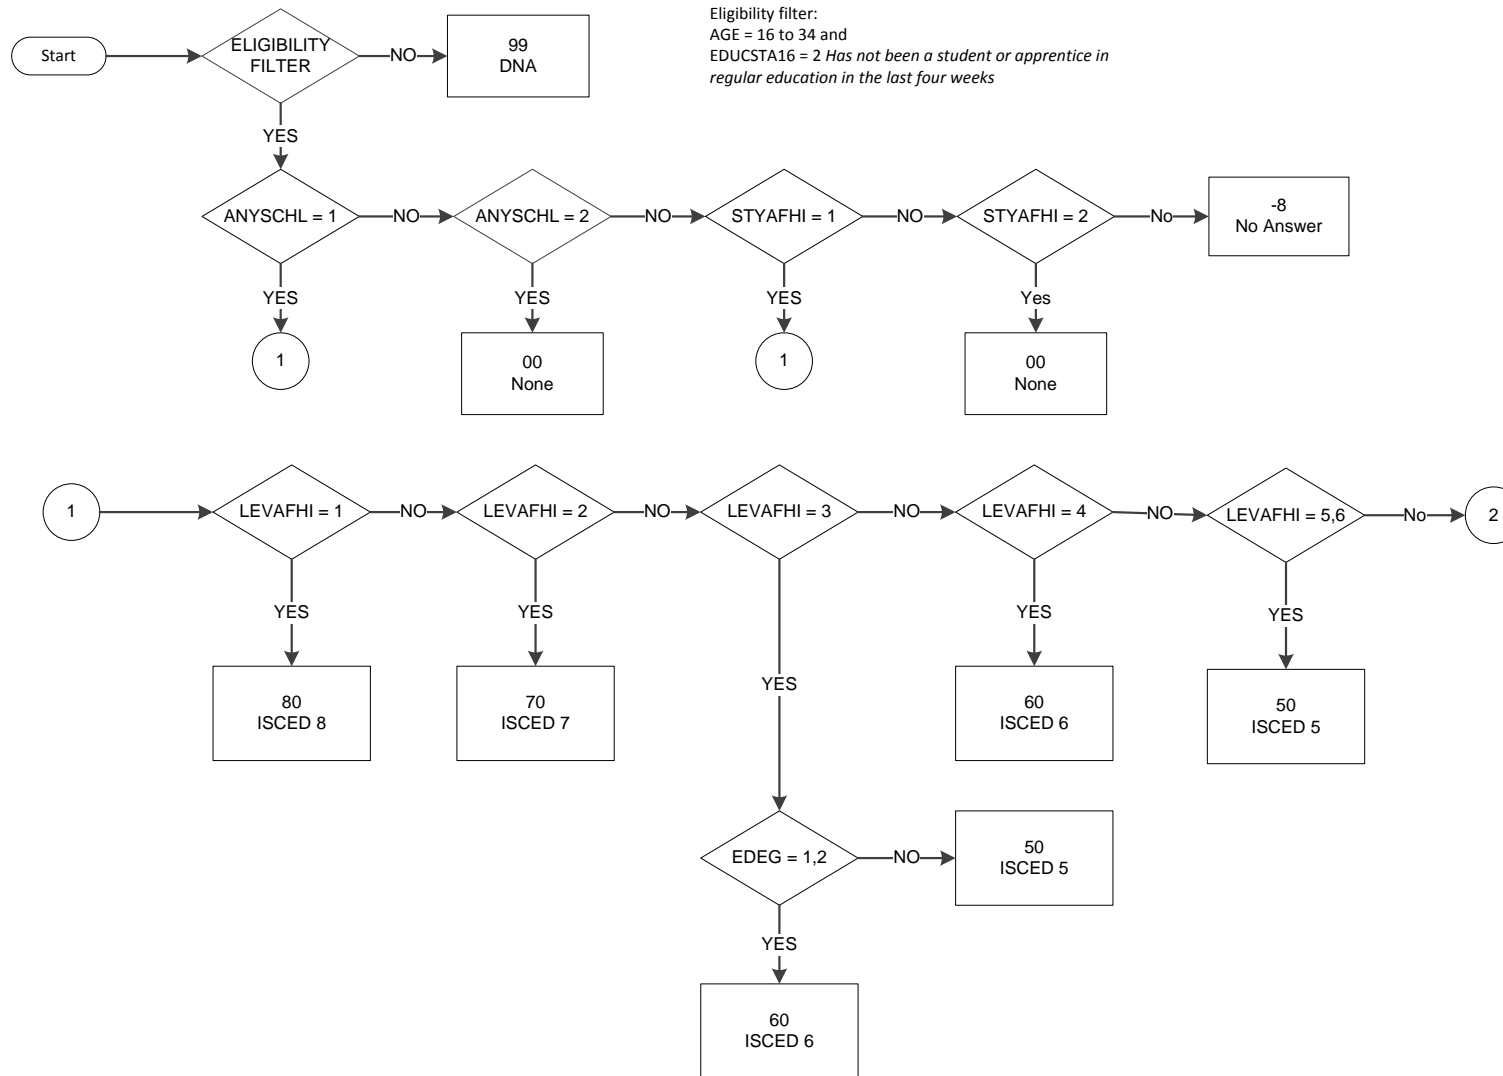 Eligibility filter:
AGE = 16 to 34 and
EDUCSTA16 = 2 Has not been a student or apprentice in
regular education in the last four weeks
Start
ELIGIBILITY
FILTER
NO
99
DNA
YES
ANYSCHL = 1
NO
ANYSCHL = 2
NO
STYAFHI = 1
NO
STYAFHI = 2
No
-8
No Answer
YES
YES
YES
Yes
1
00
None
1
00
None
1
LEVAFHI = 1
NO
LEVAFHI = 2
NO
LEVAFHI = 3
NO
LEVAFHI = 4
NO
LEVAFHI = 5,6
No
2
YES
YES
YES
YES
YES
80
ISCED 8
70
ISCED 7
60
ISCED 6
50
ISCED 5
EDEG = 1,2
NO
50
ISCED 5
YES
60
ISCED 6